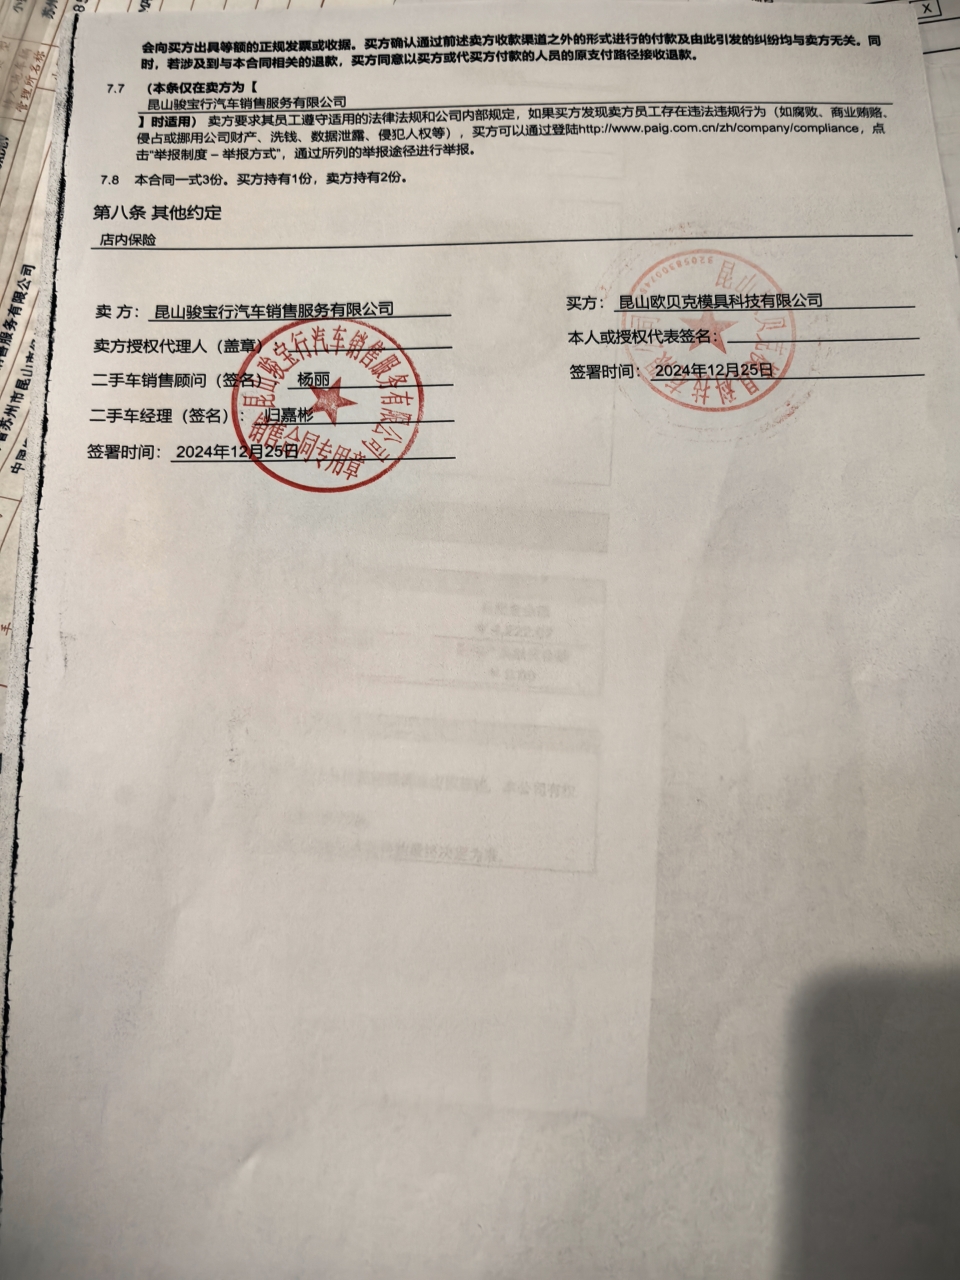 会向买方出具等额的正规发票或收据。买方确认通过前述卖方收款渠道之外的形式进行的付款及由此引发的纠纷均与卖方无关。同
时，若涉及到与本合同相关的退款，买方同意以买方或代买方付款的人员的原支付路径接收退款。
7.7 （本条仅在卖方为【
昆山骏宝行汽车销售服务有限公司
】时适用）卖方要求其员工遵守适用的法律法规和公司内部规定，如果买方发现卖方员工存在违法违规行为（如腐败、商业贿赂、
侵占或挪用公司财产、洗钱、数据泄露、侵犯人权等），买方可以通过登陆http://www.paig.com.cn/zh/company/compliance，点
击“举报制度 – 举报方式”，通过所列的举报途径进行举报。
7.8 本合同一式3份。买方持有1份，卖方持有2份。
第八条 其他约定
店内保险
卖 方： 昆山骏宝行汽车销售服务有限公司
卖方授权代理人（盖章）
二手车销售顾问（签名） 杨丽
二手车经理（签名）： 归嘉彬
签署时间： 2024年12月25日
昆山骏宝行汽车销售服务有限公司
销售合同专用章
买方： 昆山欧贝克模具科技有限公司
本人或授权代表签名：
签署时间： 2024年12月25日